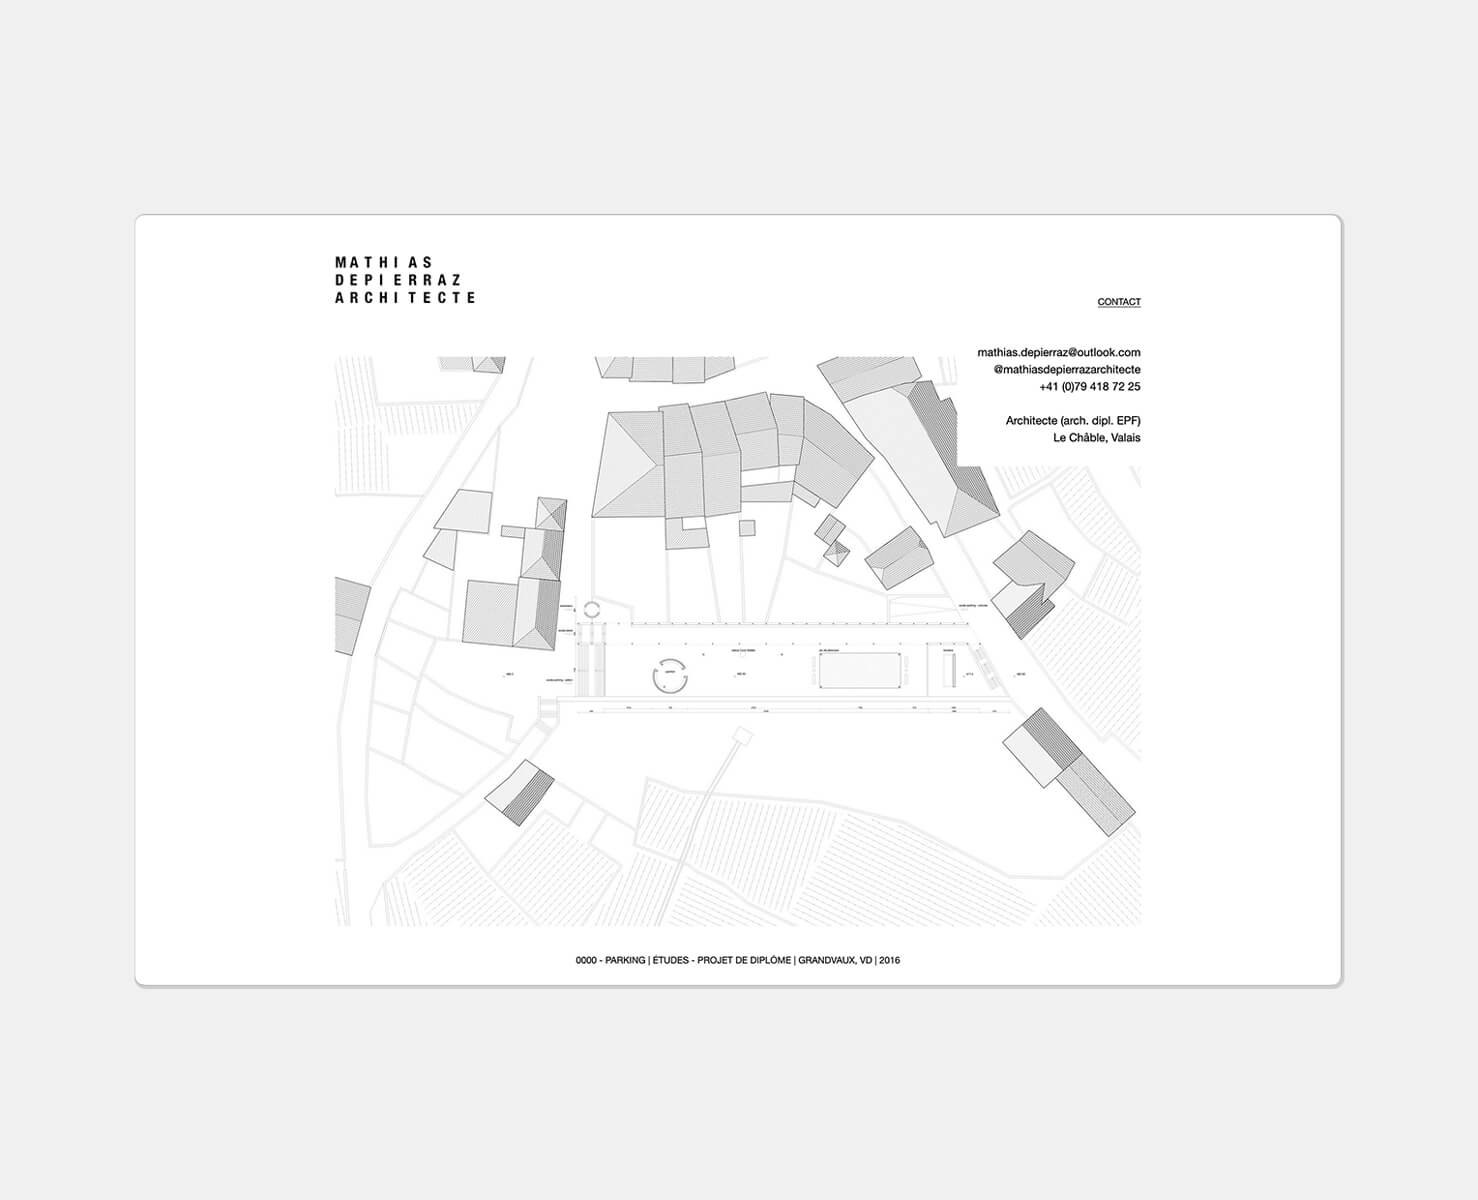 MATHIAS
DEPIERRAZ
ARCHITECTE
CONTACT
mathias.depierraz@outlook.com
@mathiasdepierrazarchitecte
+41 (0)79 418 72 25
Architecte (arch. dipl. EPF)
Le Châble, Valais
0000 - PARKING | ÉTUDES - PROJET DE DIPLÔME | GRANDVAUX, VD | 2016